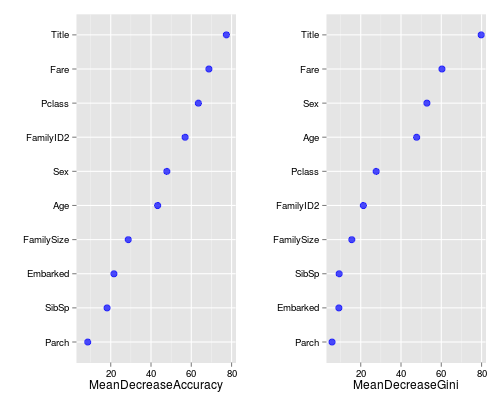 Title
Fare
Pclass
FamilyID2
Sex
Age
FamilySize
Embarked
SibSp
Parch
20 40 60 80
MeanDecreaseAccuracy
Title
Fare
Sex
Age
Pclass
FamilyID2
FamilySize
SibSp
Embarked
Parch
20 40 60 80
MeanDecreaseGini